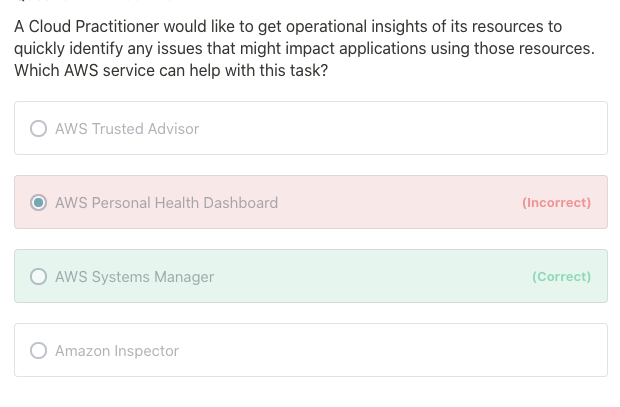 A Cloud Practitioner would like to get operational insights of its resources to
quickly identify any issues that might impact applications using those resources.
Which AWS service can help with this task?
AWS Trusted Advisor
AWS Personal Health Dashboard (Incorrect)
AWS Systems Manager (Correct)
Amazon Inspector